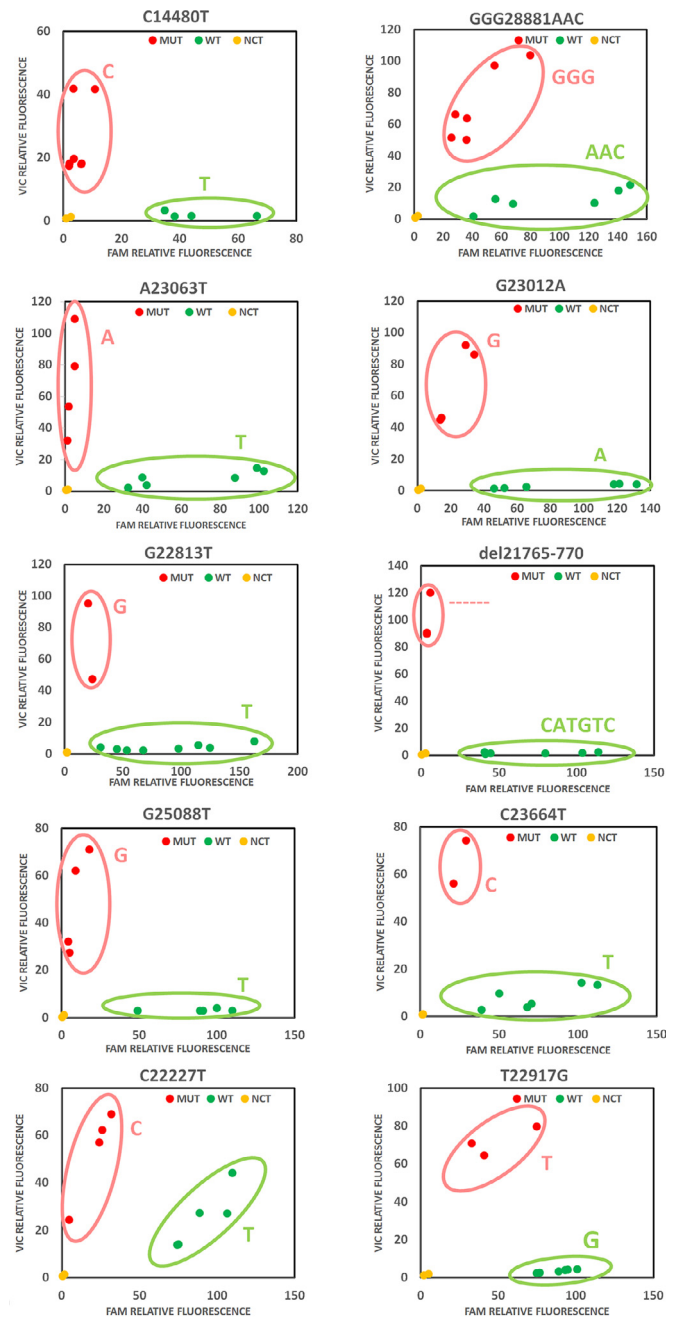 C14480T
MUT WT NCT
60
40
20
0
0 20 40 60 80
VIC RELATIVE FLUORESCENCE
FAM RELATIVE FLUORESCENCE
C
T
GGG28881AAC
MUT WT NCT
120
100
80
60
40
20
0
0 20 40 60 80 100 120 140 160
VIC RELATIVE FLUORESCENCE
FAM RELATIVE FLUORESCENCE
GGG
AAC
A23063T
MUT WT NCT
120
100
80
60
40
20
0
0 20 40 60 80 100 120
VIC RELATIVE FLUORESCENCE
FAM RELATIVE FLUORESCENCE
A
T
G23012A
MUT WT NCT
120
100
80
60
40
20
0
0 20 40 60 80 100 120 140
VIC RELATIVE FLUORESCENCE
FAM RELATIVE FLUORESCENCE
G
A
G22813T
MUT WT NCT
120
100
80
60
40
20
0
0 50 100 150 200
VIC RELATIVE FLUORESCENCE
FAM RELATIVE FLUORESCENCE
G
T
del21765-770
MUT WT NCT
140
120
100
80
60
40
20
0
0 50 100 150
VIC RELATIVE FLUORESCENCE
FAM RELATIVE FLUORESCENCE
------
CATGTC
G25088T
MUT WT NCT
80
60
40
20
0
0 50 100 150
VIC RELATIVE FLUORESCENCE
FAM RELATIVE FLUORESCENCE
G
T
C23664T
MUT WT NCT
80
60
40
20
0
0 50 100 150
VIC RELATIVE FLUORESCENCE
FAM RELATIVE FLUORESCENCE
C
T
C22227T
MUT WT NCT
80
60
40
20
0
0 50 100 150
VIC RELATIVE FLUORESCENCE
FAM RELATIVE FLUORESCENCE
C
T
T22917G
MUT WT NCT
100
80
60
40
20
0
0 50 100 150
VIC RELATIVE FLUORESCENCE
FAM RELATIVE FLUORESCENCE
T
G